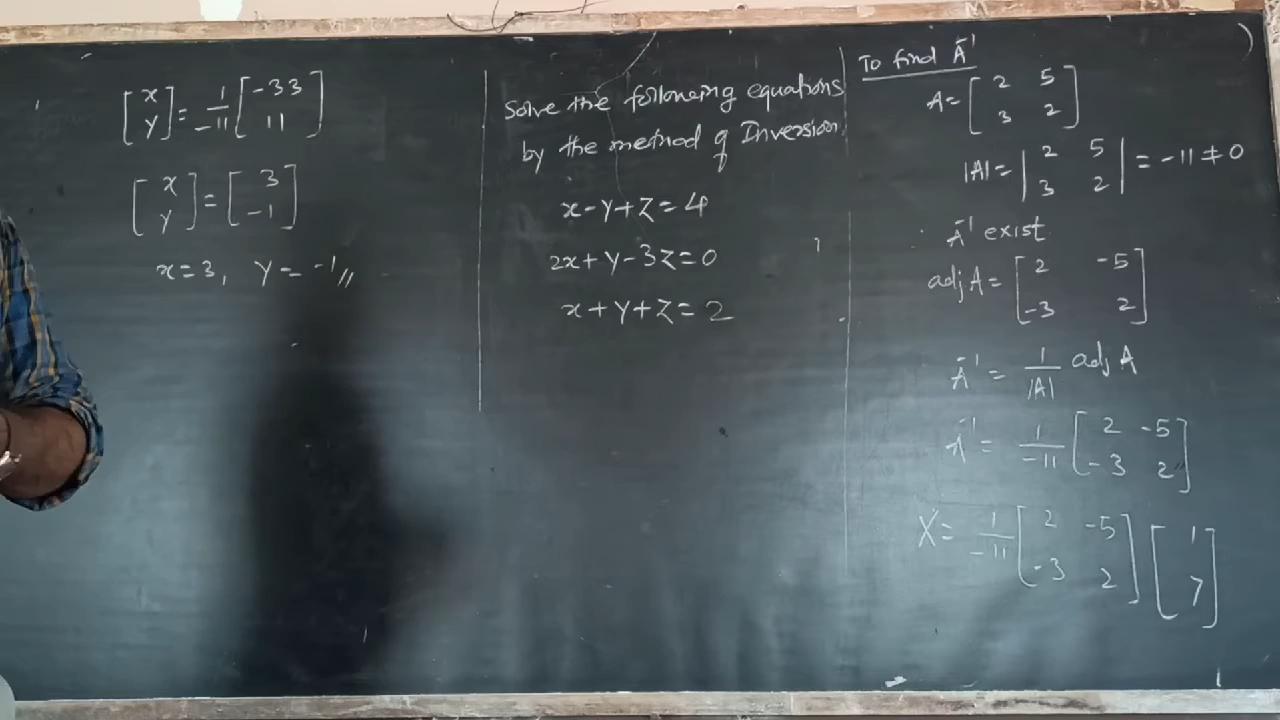 [x y] = 1/-11 [-33 11]
[x y] = [3 -1]
x=3, y=-1//
Solve the following equations
by the method of Inversion.
x-y+z=4
2x+y-3z=0
x+y+z=2
To find A⁻¹
A= [2 5 3 2]
|A|= |2 5 3 2| = -11≠0
A⁻¹ exist
adj A= [2 -5 -3 2]
A⁻¹ = 1/|A| adj A
A⁻¹ = 1/-11 [2 -5 -3 2]
X= 1/-11 [2 -5 -3 2] [1 7]